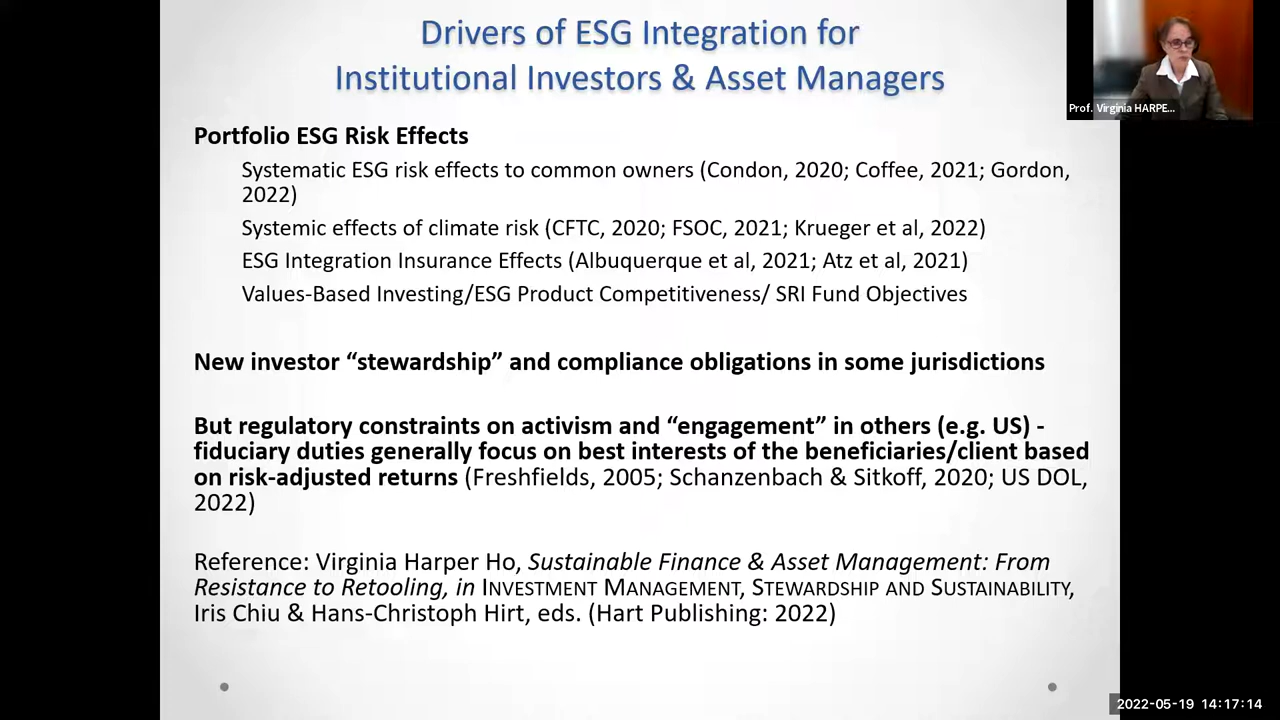 Drivers of ESG Integration for
Institutional Investors & Asset Managers
Prof. Virginia HARPE...
Portfolio ESG Risk Effects
Systematic ESG risk effects to common owners (Condon, 2020; Coffee, 2021; Gordon,
2022)
Systemic effects of climate risk (CFTC, 2020; FSOC, 2021; Krueger et al, 2022)
ESG Integration Insurance Effects (Albuquerque et al, 2021; Atz et al, 2021)
Values-Based Investing/ESG Product Competitiveness/ SRI Fund Objectives
New investor “stewardship” and compliance obligations in some jurisdictions
But regulatory constraints on activism and “engagement” in others (e.g. US) -
fiduciary duties generally focus on best interests of the beneficiaries/client based
on risk-adjusted returns (Freshfields, 2005; Schanzenbach & Sitkoff, 2020; US DOL,
2022)
Reference: Virginia Harper Ho, Sustainable Finance & Asset Management: From
Resistance to Retooling, in INVESTMENT MANAGEMENT, STEWARDSHIP AND SUSTAINABILITY,
Iris Chiu & Hans-Christoph Hirt, eds. (Hart Publishing: 2022)
2022-05-19 14:17:14